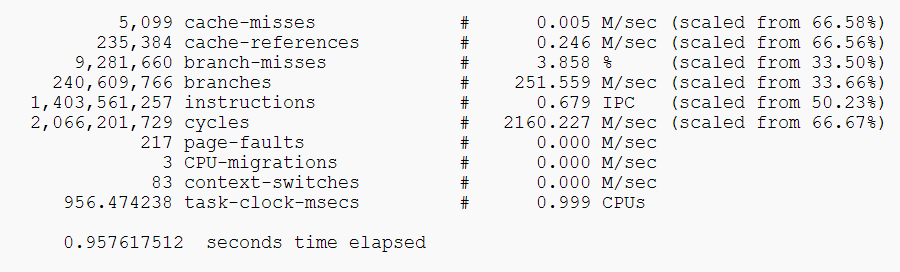 5,099 cache-misses # 0.005 M/sec (scaled from 66.58%)
235,384 cache-references # 0.246 M/sec (scaled from 66.56%)
9,281,660 branch-misses # 3.858 % (scaled from 33.50%)
240,609,766 branches # 251.559 M/sec (scaled from 33.66%)
1,403,561,257 instructions # 0.679 IPC (scaled from 50.23%)
2,066,201,729 cycles # 2160.227 M/sec (scaled from 66.67%)
217 page-faults # 0.000 M/sec
3 CPU-migrations # 0.000 M/sec
83 context-switches # 0.000 M/sec
956.474238 task-clock-msecs # 0.999 CPUs
0.957617512 seconds time elapsed